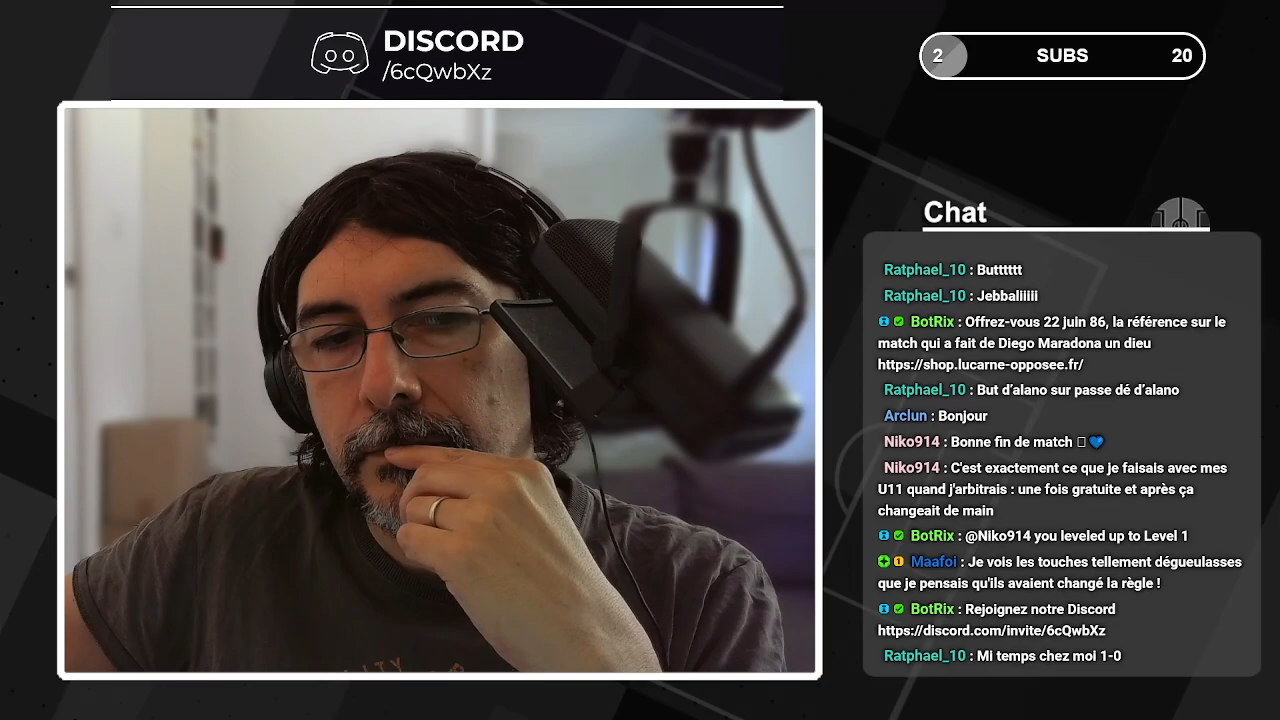 DISCORD
/6cQwbXz
2 SUBS 20
Chat
Ratphael_10 : Butttttt
Ratphael_10 : Jebbaliiiiii
BotRix : Offrez-vous 22 juin 86, la référence sur le
match qui a fait de Diego Maradona un dieu
https://shop.lucarne-opposee.fr/
Ratphael_10 : But d’alano sur passe dé d’alano
Arclun : Bonjour
Niko914 : Bonne fin de match 💙
Niko914 : C'est exactement ce que je faisais avec mes
U11 quand j'arbitrais : une fois gratuite et après ça
changeait de main
BotRix : @Niko914 you leveled up to Level 1
Maafoi : Je vois les touches tellement dégueulasses
que je pensais qu'ils avaient changé la règle !
BotRix : Rejoignez notre Discord
https://discord.com/invite/6cQwbXz
Ratphael_10 : Mi temps chez moi 1-0